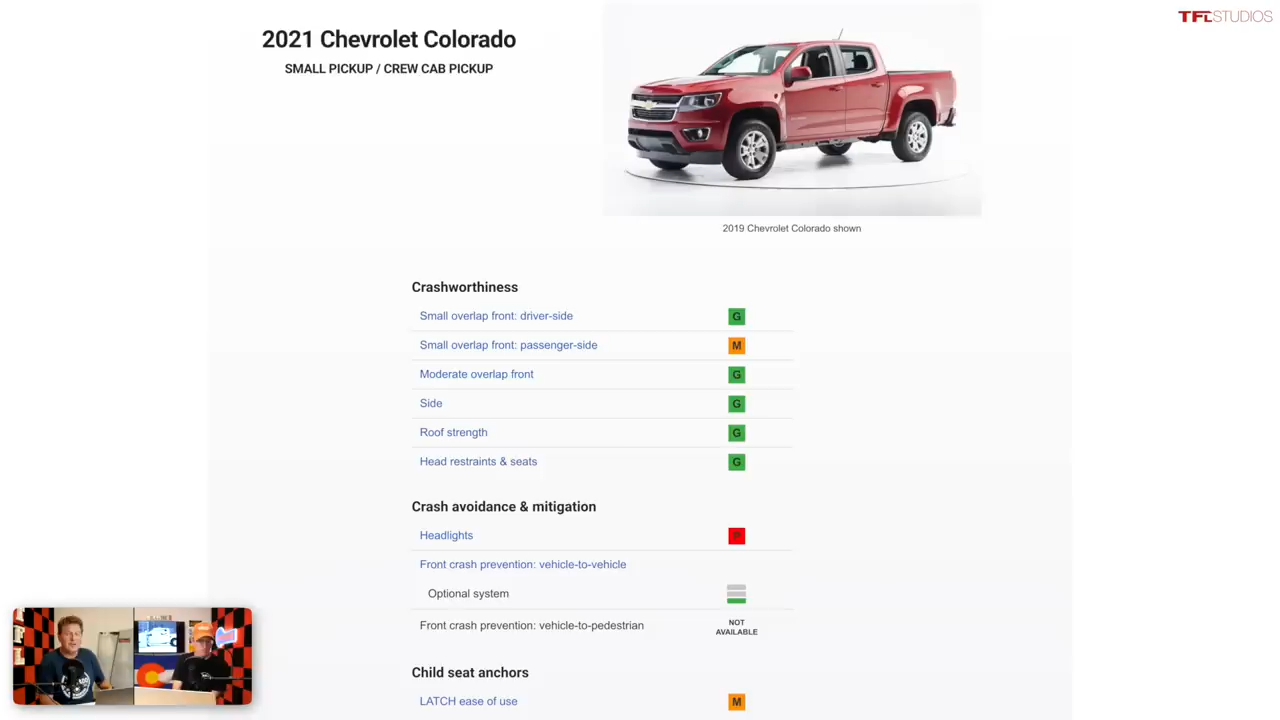 TFLSTUDIOS
2021 Chevrolet Colorado
SMALL PICKUP / CREW CAB PICKUP
2019 Chevrolet Colorado shown
Crashworthiness
Small overlap front: driver-side G
Small overlap front: passenger-side M
Moderate overlap front G
Side G
Roof strength G
Head restraints & seats G
Crash avoidance & mitigation
Headlights P
Front crash prevention: vehicle-to-vehicle
Optional system
Front crash prevention: vehicle-to-pedestrian NOT AVAILABLE
Child seat anchors
LATCH ease of use M